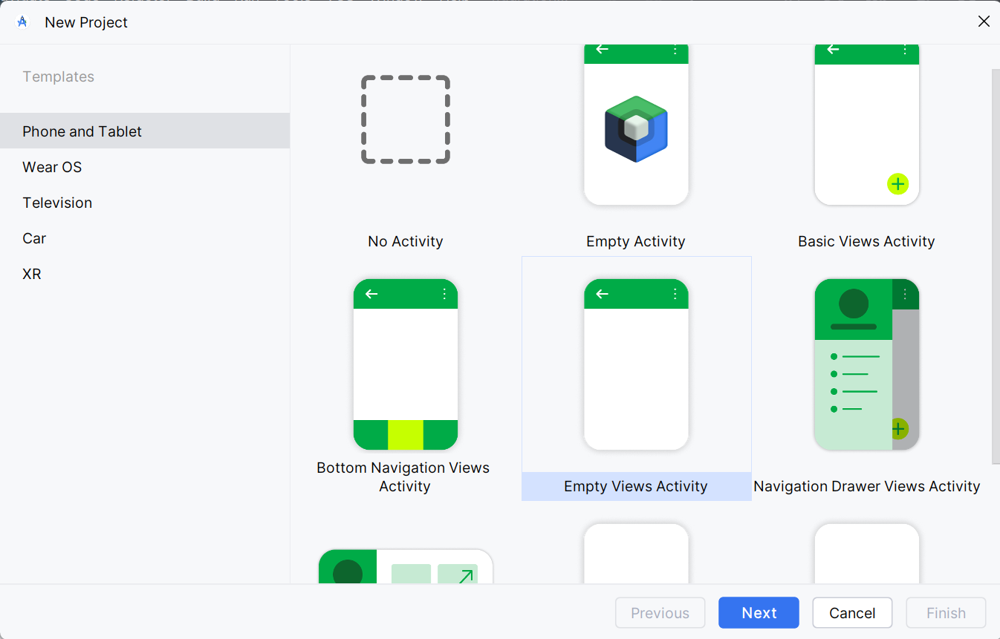 New Project
Templates
Phone and Tablet
Wear OS
Television
Car
XR
No Activity
Empty Activity
Basic Views Activity
Bottom Navigation Views
Activity
Empty Views Activity
Navigation Drawer Views Activity
Previous
Next
Cancel
Finish